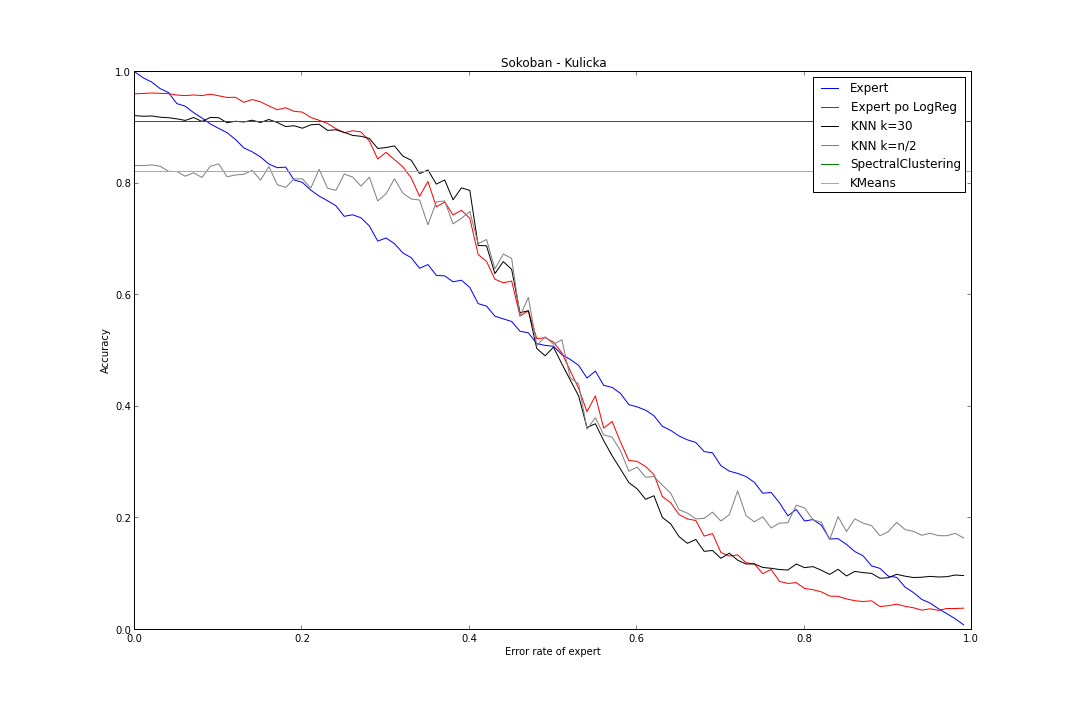 Sokoban - Kulicka
1.0
0.8
0.6
0.4
0.2
0.0
Accuracy
0.0
0.2
0.4
0.6
0.8
1.0
Error rate of expert
Expert
Expert po LogReg
KNN k=30
KNN k=n/2
SpectralClustering
KMeans